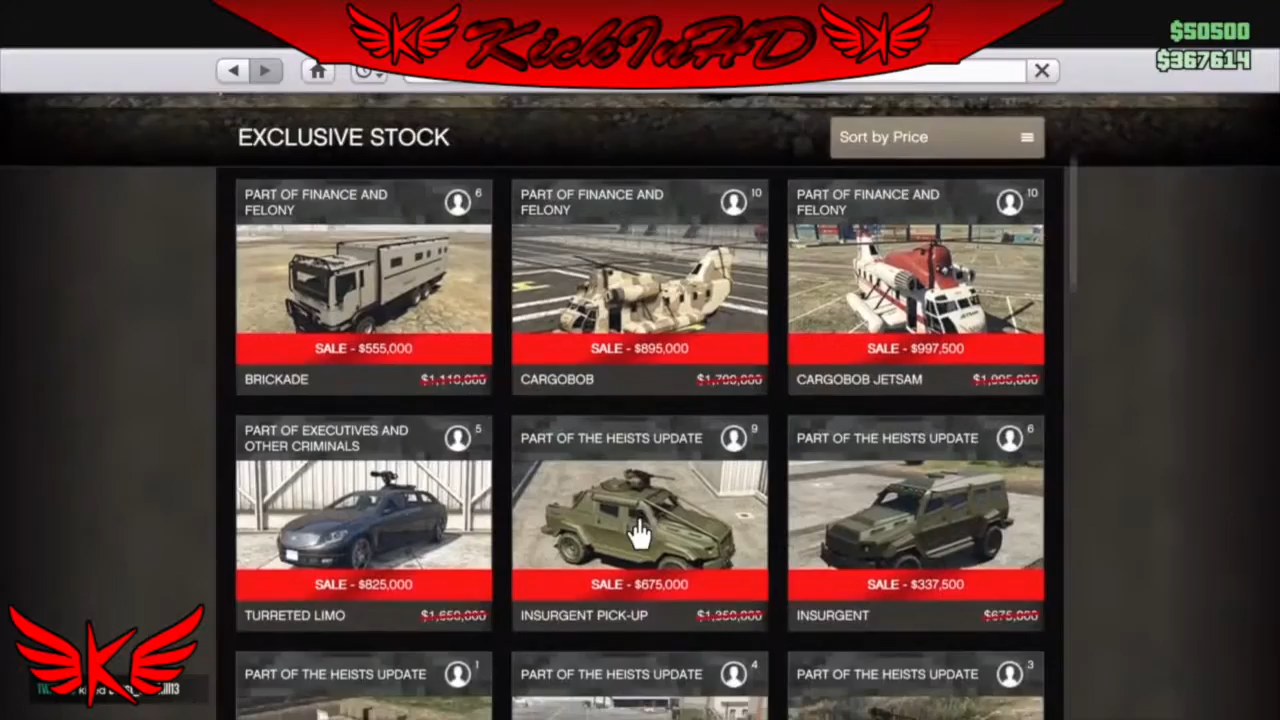 KickInHD
$50500
$367614
EXCLUSIVE STOCK
Sort by Price
PART OF FINANCE AND
FELONY
6
SALE - $555,000
BRICKADE
$1,110,000
PART OF FINANCE AND
FELONY
10
SALE - $895,000
CARGOBOB
$1,790,000
PART OF FINANCE AND
FELONY
10
SALE - $997,500
CARGOBOB JETSAM
$1,995,000
PART OF EXECUTIVES AND
OTHER CRIMINALS
5
SALE - $825,000
TURRETED LIMO
$1,650,000
PART OF THE HEISTS UPDATE
9
SALE - $675,000
INSURGENT PICK-UP
$1,350,000
PART OF THE HEISTS UPDATE
6
SALE - $337,500
INSURGENT
$675,000
PART OF THE HEISTS UPDATE
1
PART OF THE HEISTS UPDATE
4
PART OF THE HEISTS UPDATE
3
K